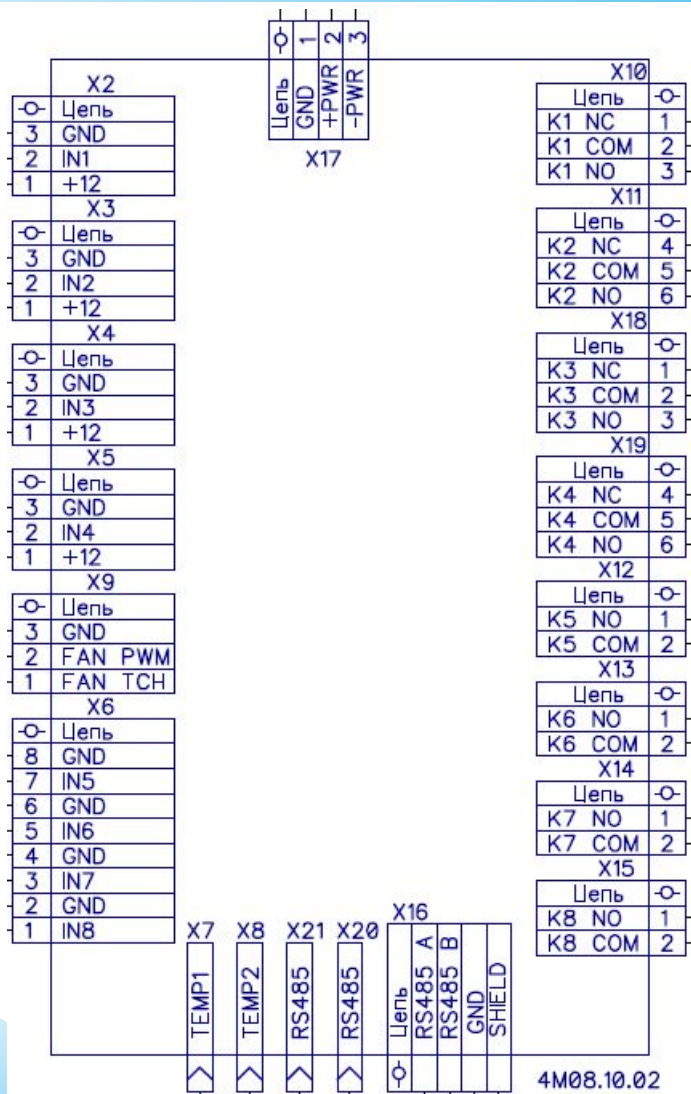 Цепь
GND
+PWR
-PWR
1
2
3
X17
X2
Цепь
3 GND
2 IN1
1 +12
X3
Цепь
3 GND
2 IN2
1 +12
X4
Цепь
3 GND
2 IN3
1 +12
X5
Цепь
3 GND
2 IN4
1 +12
X9
Цепь
3 GND
2 FAN PWM
1 FAN TCH
X6
Цепь
8 GND
7 IN5
6 GND
5 IN6
4 GND
3 IN7
2 GND
1 IN8
X10
Цепь
K1 NC 1
K1 COM 2
K1 NO 3
X11
Цепь
K2 NC 4
K2 COM 5
K2 NO 6
X18
Цепь
K3 NC 1
K3 COM 2
K3 NO 3
X19
Цепь
K4 NC 4
K4 COM 5
K4 NO 6
X12
Цепь
K5 NO 1
K5 COM 2
X13
Цепь
K6 NO 1
K6 COM 2
X14
Цепь
K7 NO 1
K7 COM 2
X15
Цепь
K8 NO 1
K8 COM 2
X7
TEMP1
X8
TEMP2
X21
RS485
X20
RS485
X16
Цепь
RS485 A
RS485 B
GND
SHIELD
4M08.10.02